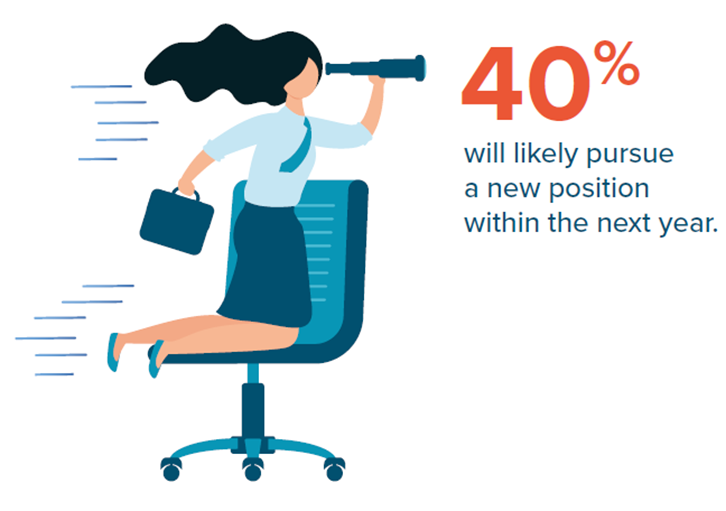 40%
will likely pursue
a new position
within the next year.